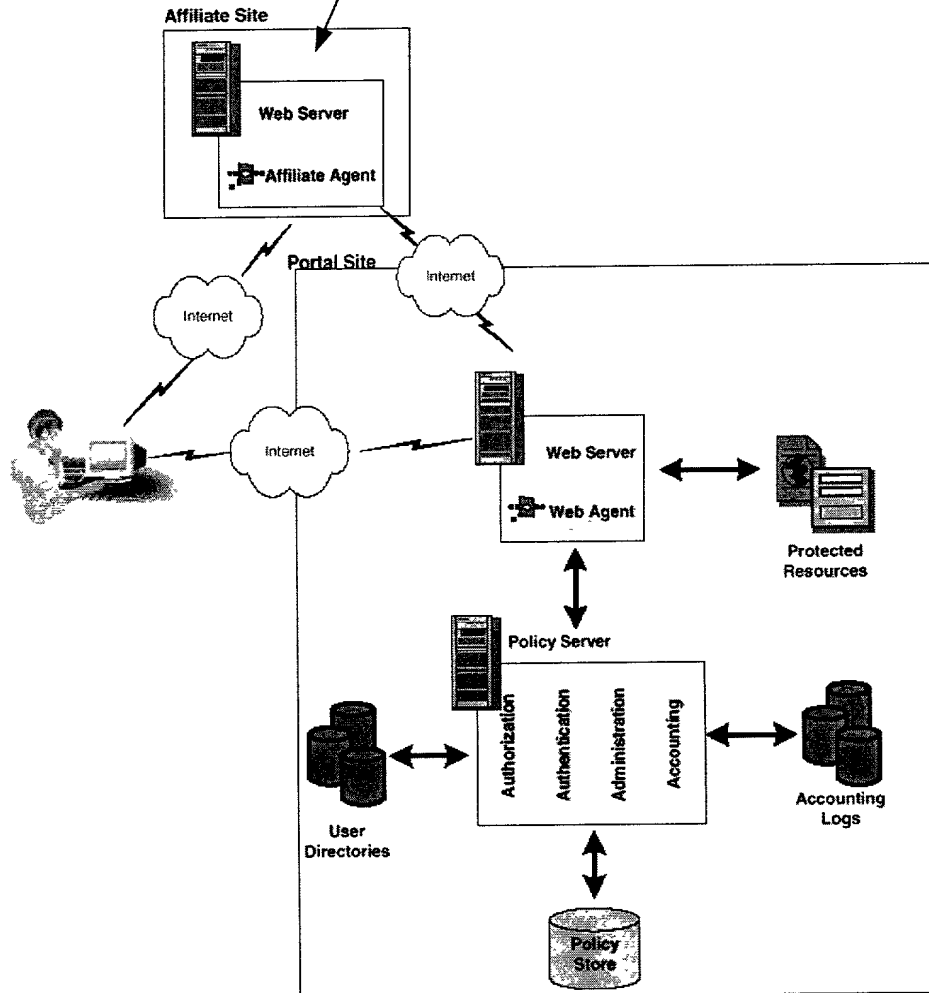 Affiliate Site
Web Server
Affiliate Agent
Portal Site
Internet
Internet
Internet
Web Server
Web Agent
Protected
Resources
Policy Server
Authorization
Authentication
Administration
Accounting
User
Directories
Accounting
Logs
Policy
Store